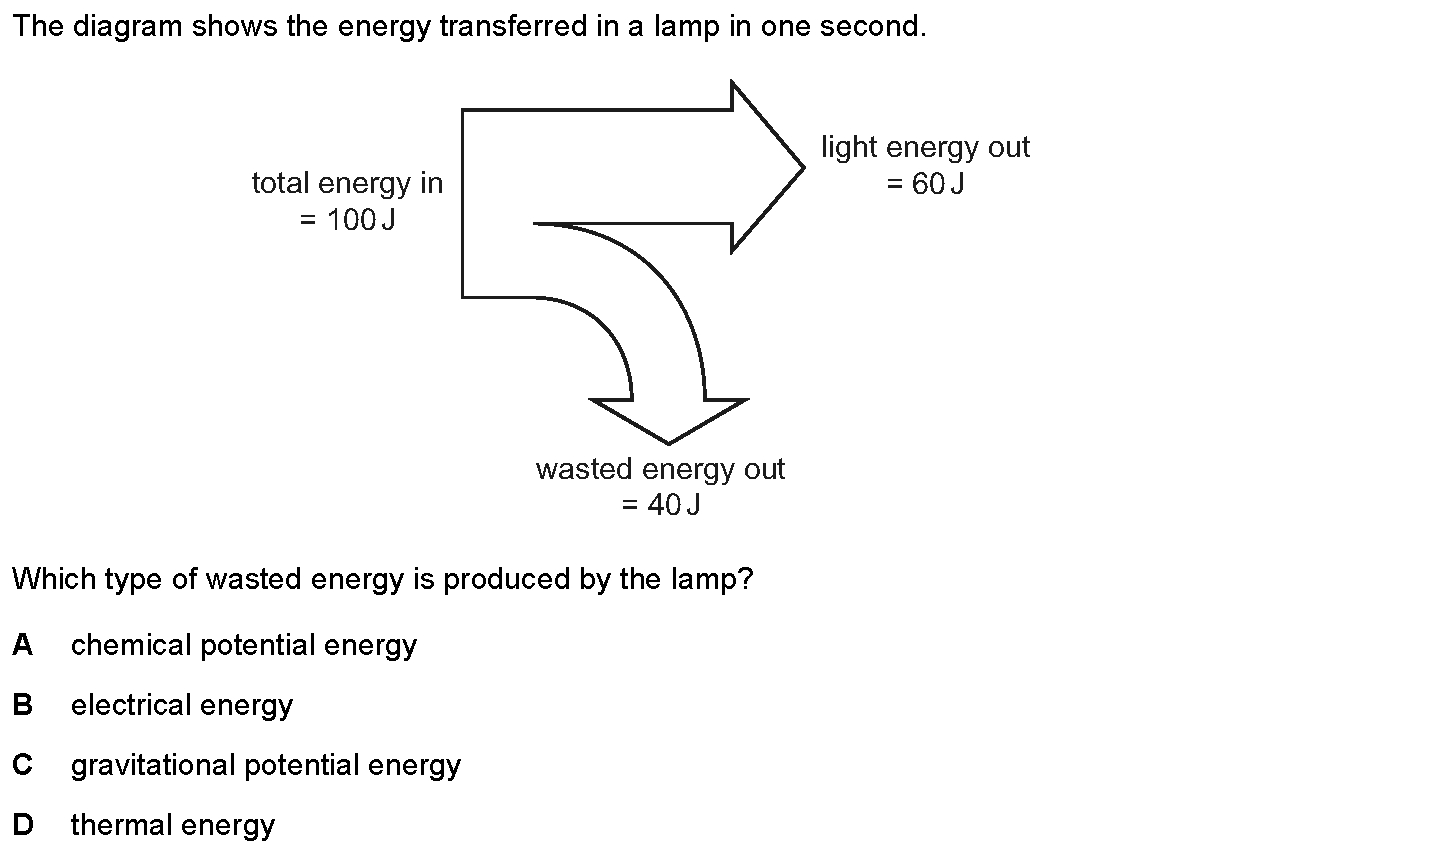 The diagram shows the energy transferred in a lamp in one second.
total energy in
= 100 J
light energy out
= 60 J
wasted energy out
= 40 J
Which type of wasted energy is produced by the lamp?
A chemical potential energy
B electrical energy
C gravitational potential energy
D thermal energy